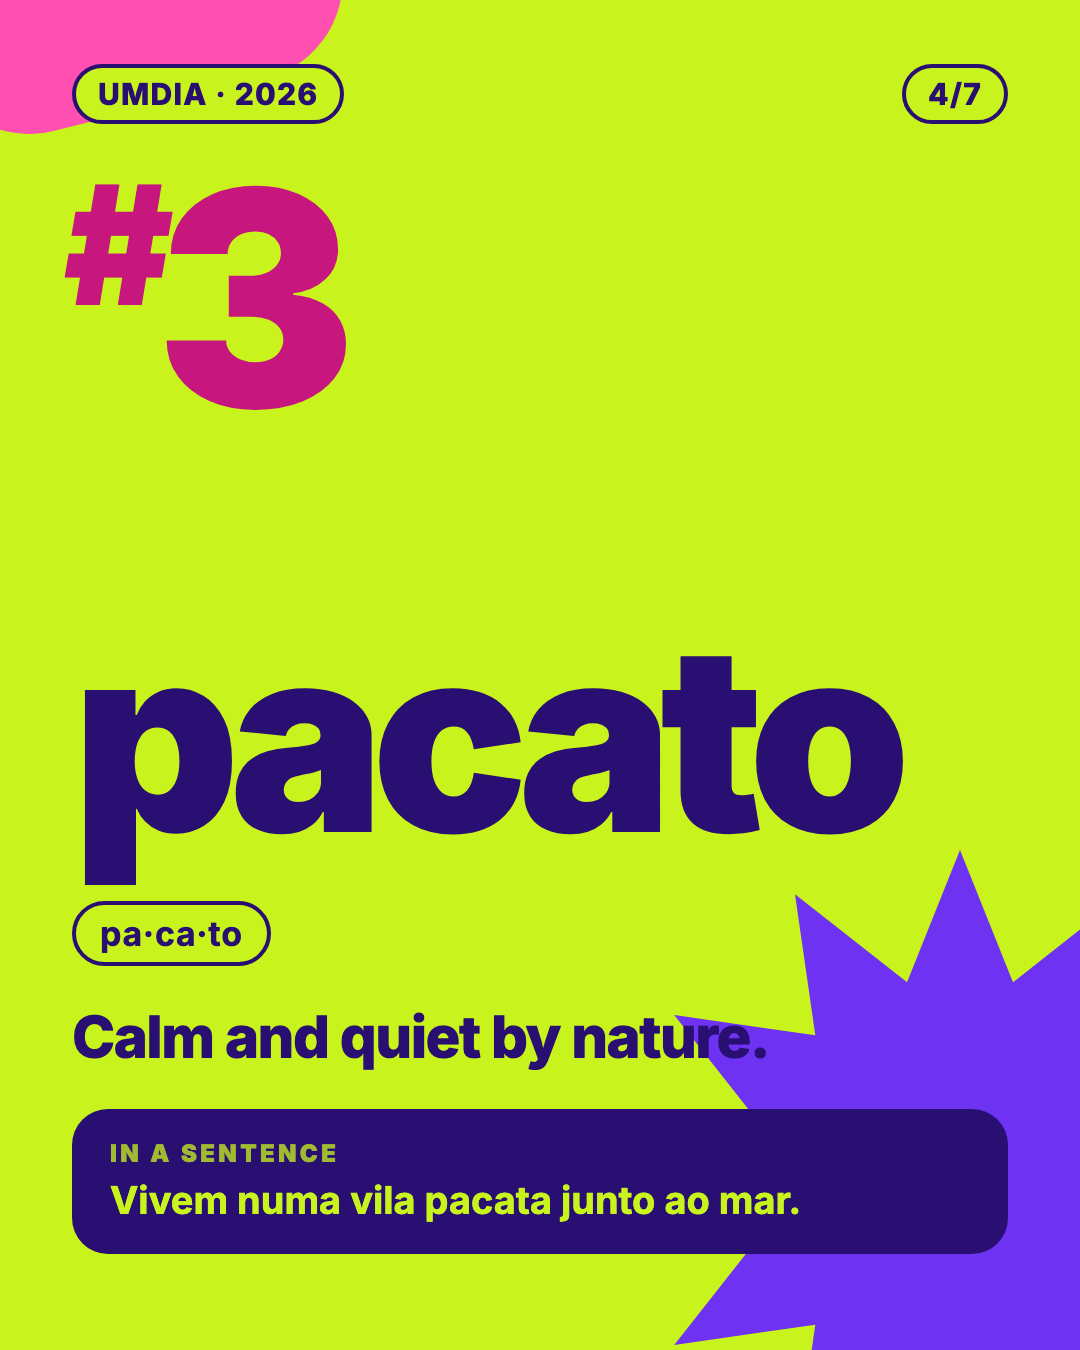 UMDIA · 2026
4/7
#3
pacato
pa·ca·to
Calm and quiet by nature.
IN A SENTENCE
Vivem numa vila pacata junto ao mar.